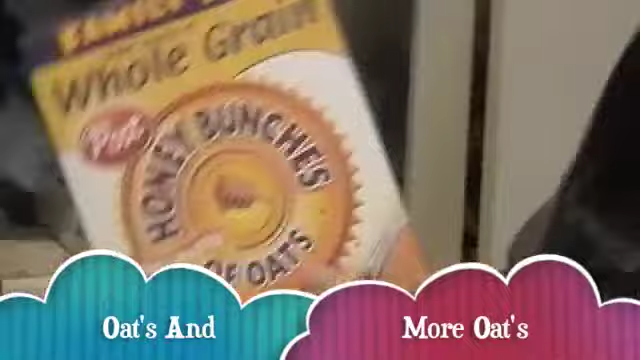 Whole Grain
Post
HONEY BUNCHES
OF OATS
Oat's And
More Oat's